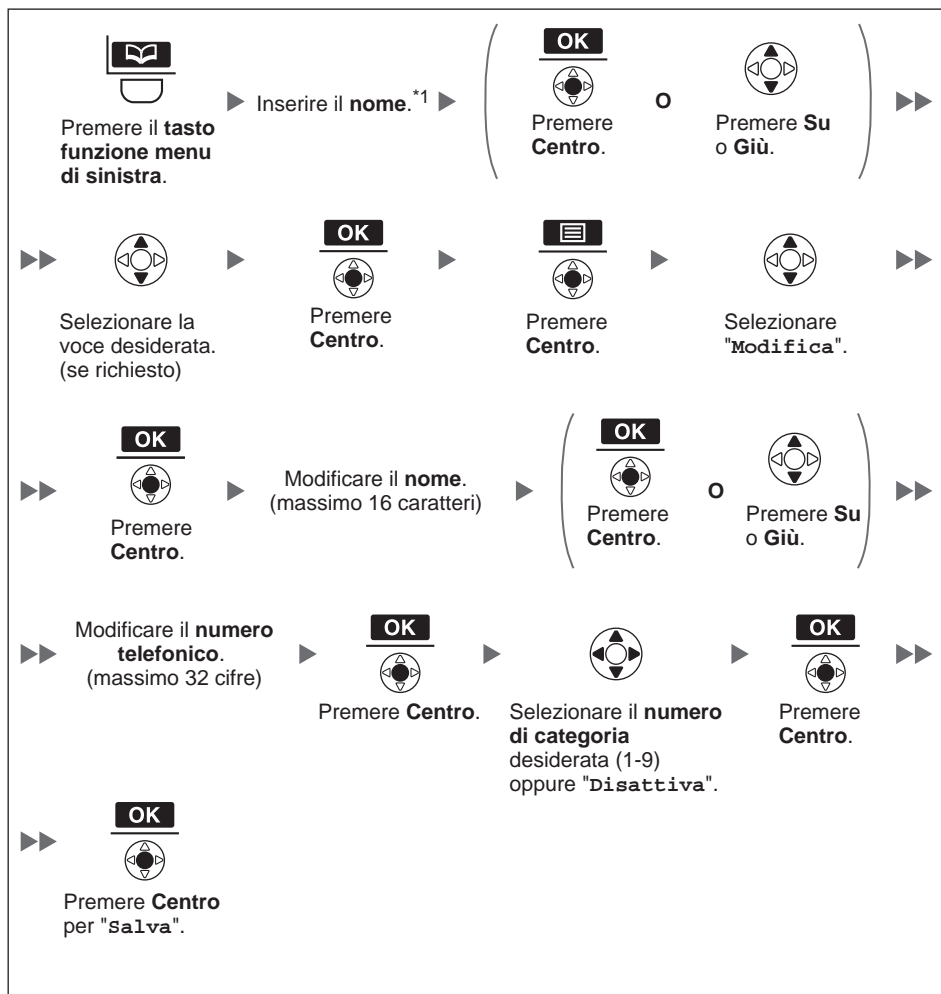 Premere il tasto
funzione menu
di sinistra.
Inserire il nome.*1
OK
Premere
Centro.
O
Premere Su
o Giù.
Selezionare la
voce desiderata.
(se richiesto)
OK
Premere
Centro.
Premere
Centro.
Selezionare
"Modifica".
OK
Premere
Centro.
Modificare il nome.
(massimo 16 caratteri)
OK
Premere
Centro.
O
Premere Su
o Giù.
Modificare il numero
telefonico.
(massimo 32 cifre)
OK
Premere Centro.
Selezionare il numero
di categoria
desiderata (1-9)
oppure "Disattiva".
OK
Premere
Centro.
OK
Premere Centro
per "Salva".